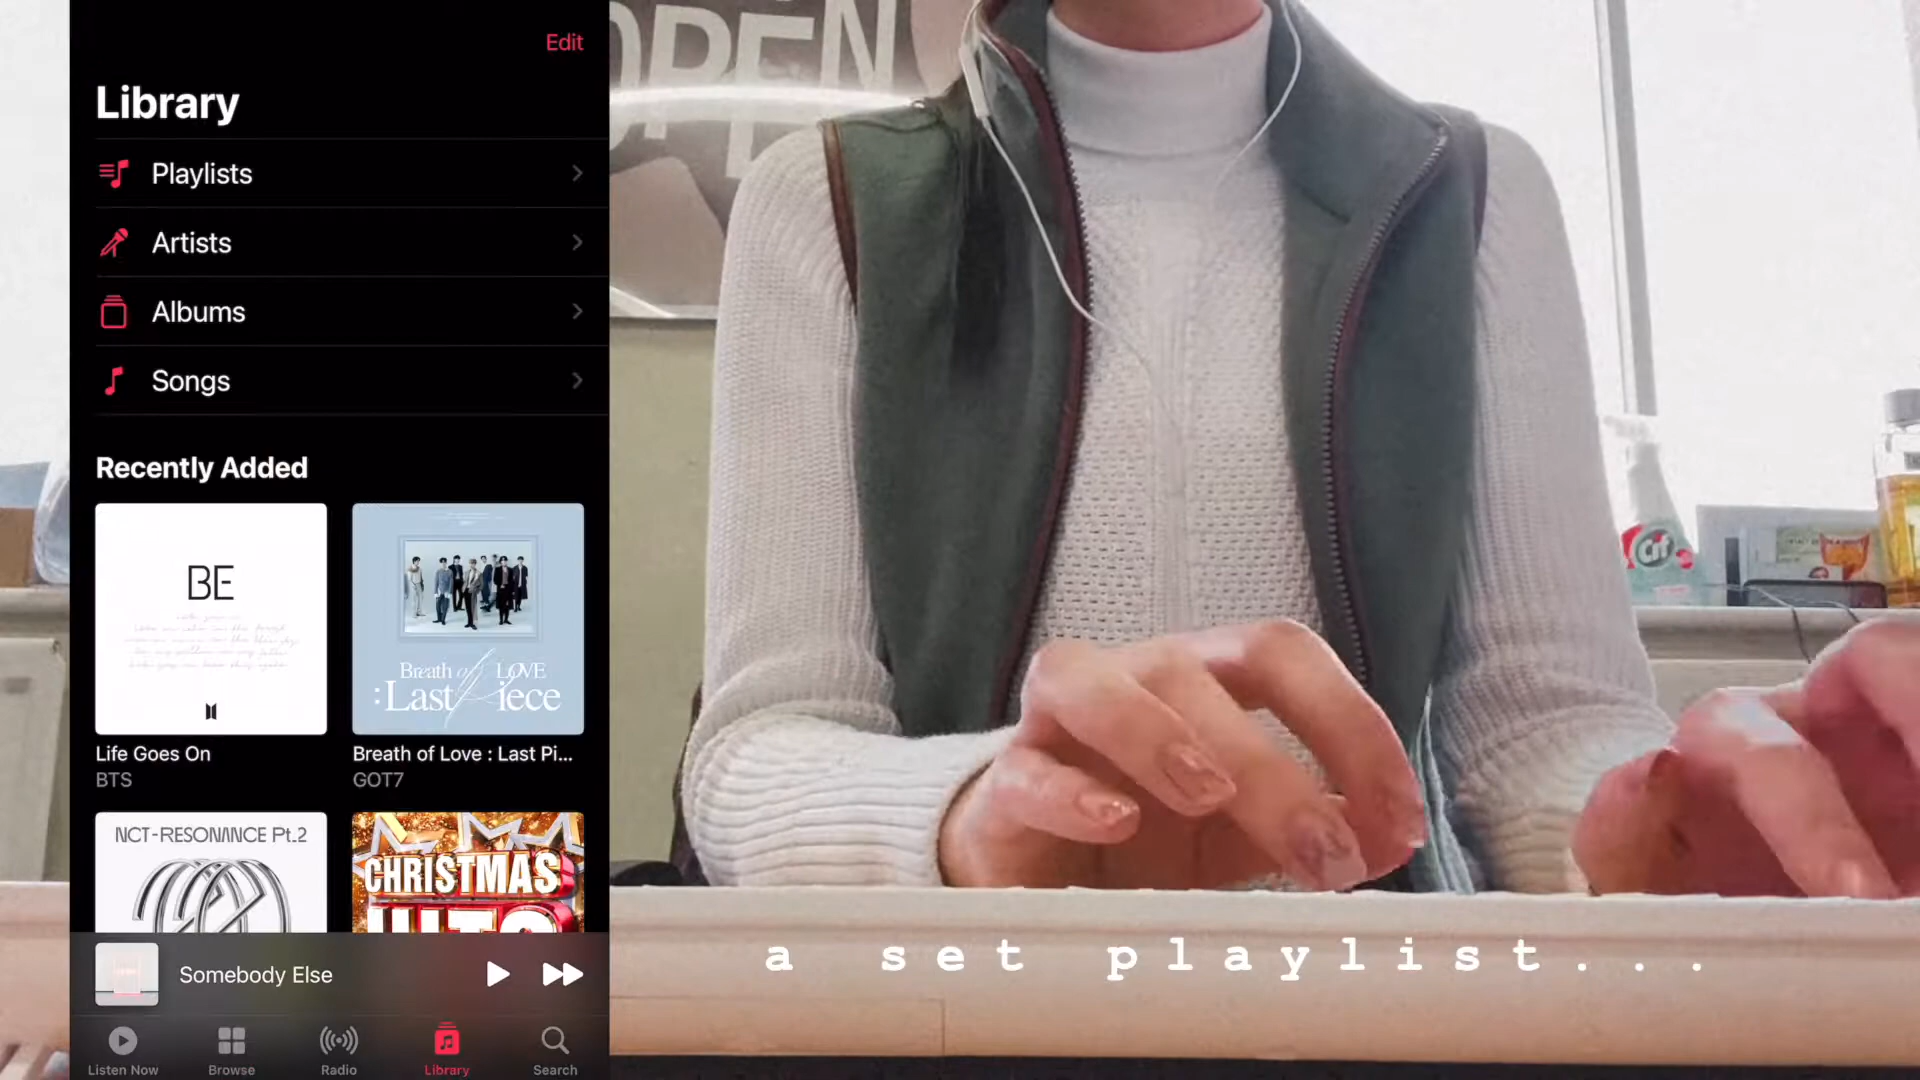 Edit
Library
Playlists
Artists
Albums
Songs
Recently Added
BE
Breath of LOVE
:Last Piece
Life Goes On
BTS
Breath of Love : Last Pi...
GOT7
NCT-RESONANCE Pt.2
CHRISTMAS
Somebody Else
Listen Now
Browse
Radio
Library
Search
OPEN
Cif
a set playlist...